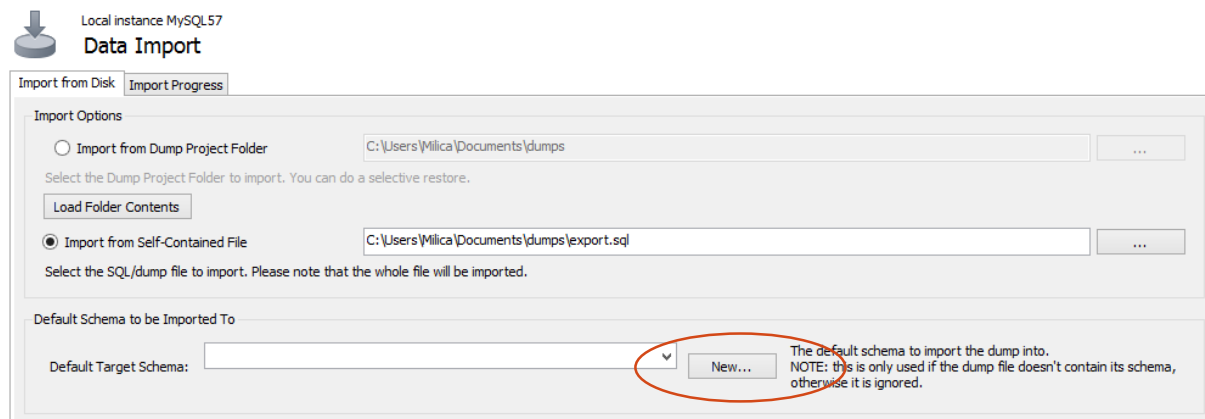 Local instance MySQL57
Data Import
Import from Disk Import Progress
Import Options
Import from Dump Project Folder C:\Users\Milica\Documents\dumps ...
Select the Dump Project Folder to import. You can do a selective restore.
Load Folder Contents
Import from Self-Contained File C:\Users\Milica\Documents\dumps\export.sql ...
Select the SQL/dump file to import. Please note that the whole file will be imported.
Default Schema to be Imported To
Default Target Schema: New... The default schema to import the dump into.
NOTE: this is only used if the dump file doesn't contain its schema,
otherwise it is ignored.